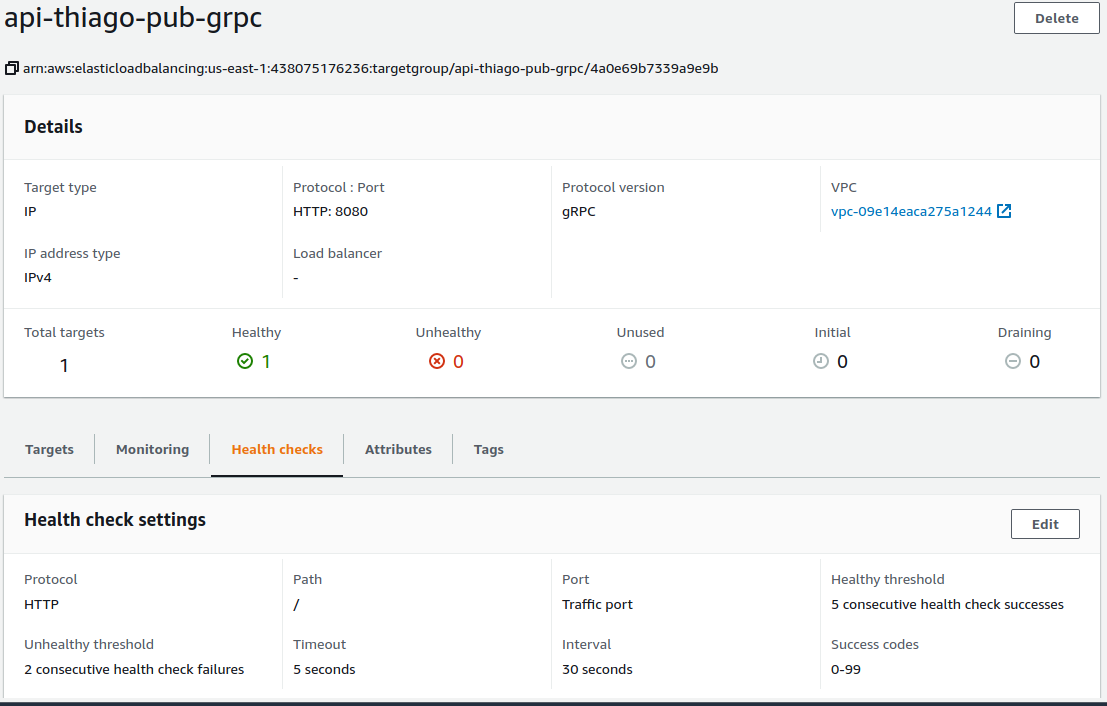 api-thiago-pub-grpc
Delete
arn:aws:elasticloadbalancing:us-east-1:438075176236:targetgroup/api-thiago-pub-grpc/4a0e69b7339a9e9b
Details
Target type
IP
Protocol : Port
HTTP: 8080
Protocol version
gRPC
VPC
vpc-09e14eaca275a1244
IP address type
IPv4
Load balancer
-
Total targets
1
Healthy
1
Unhealthy
0
Unused
0
Initial
0
Draining
0
Targets
Monitoring
Health checks
Attributes
Tags
Health check settings
Edit
Protocol
HTTP
Path
/
Port
Traffic port
Healthy threshold
5 consecutive health check successes
Unhealthy threshold
2 consecutive health check failures
Timeout
5 seconds
Interval
30 seconds
Success codes
0-99